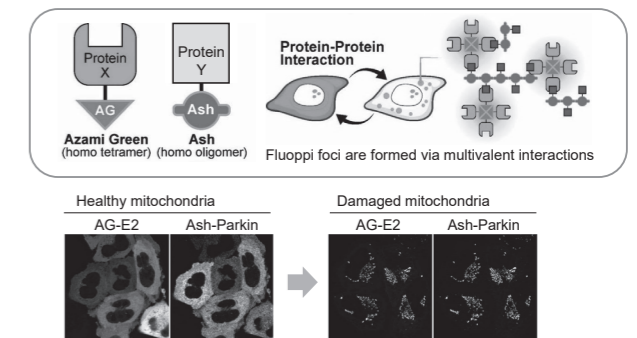 Protein
X
AG
Azami Green
(homo tetramer)
Protein
Y
Ash
Ash
(homo oligomer)
Protein-Protein
Interaction
Fluoppi foci are formed via multivalent interactions
Healthy mitochondria
AG-E2 Ash-Parkin
Damaged mitochondria
AG-E2 Ash-Parkin